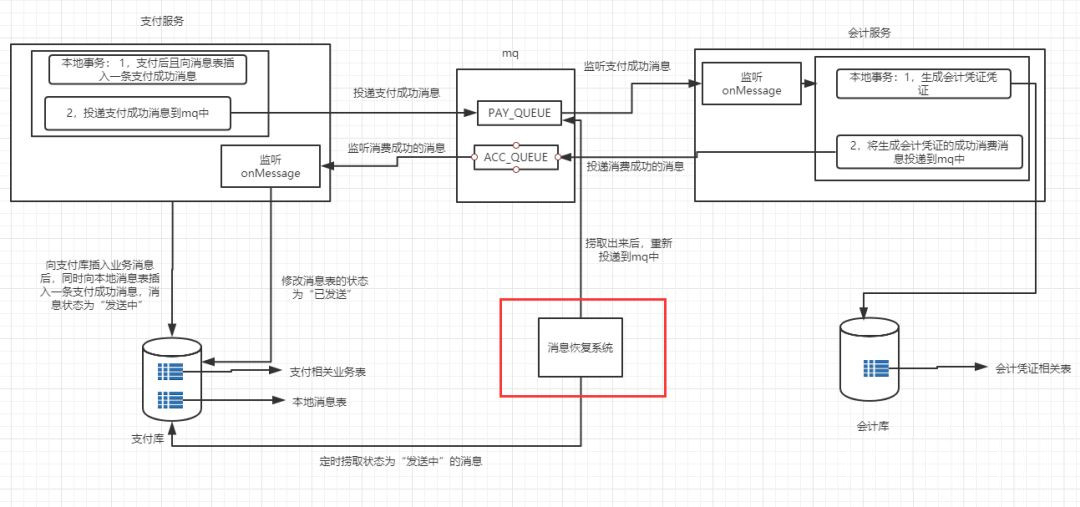 支付服务
本地事务：1，支付后且向消息表插
入一条支付成功消息
2，投递支付成功消息到mq中
监听
onMessage
投递支付成功消息
监听消费成功的消息
mq
PAY_QUEUE
ACC_QUEUE
监听支付成功消息
投递消费成功的消息
会计服务
监听
onMessage
本地事务：1，生成会计凭证凭
证
2，将生成会计凭证的成功消费消
息投递到mq中
捞取出来后，重新
投递到mq中
向支付库插入业务消息
后，同时向本地消息表插
入一条支付成功消息，消
息状态为“发送中”
修改消息表的状态
为“已发送”
消息恢复系统
支付相关业务表
本地消息表
支付库
定时捞取状态为“发送中”的消息
会计凭证相关表
会计库